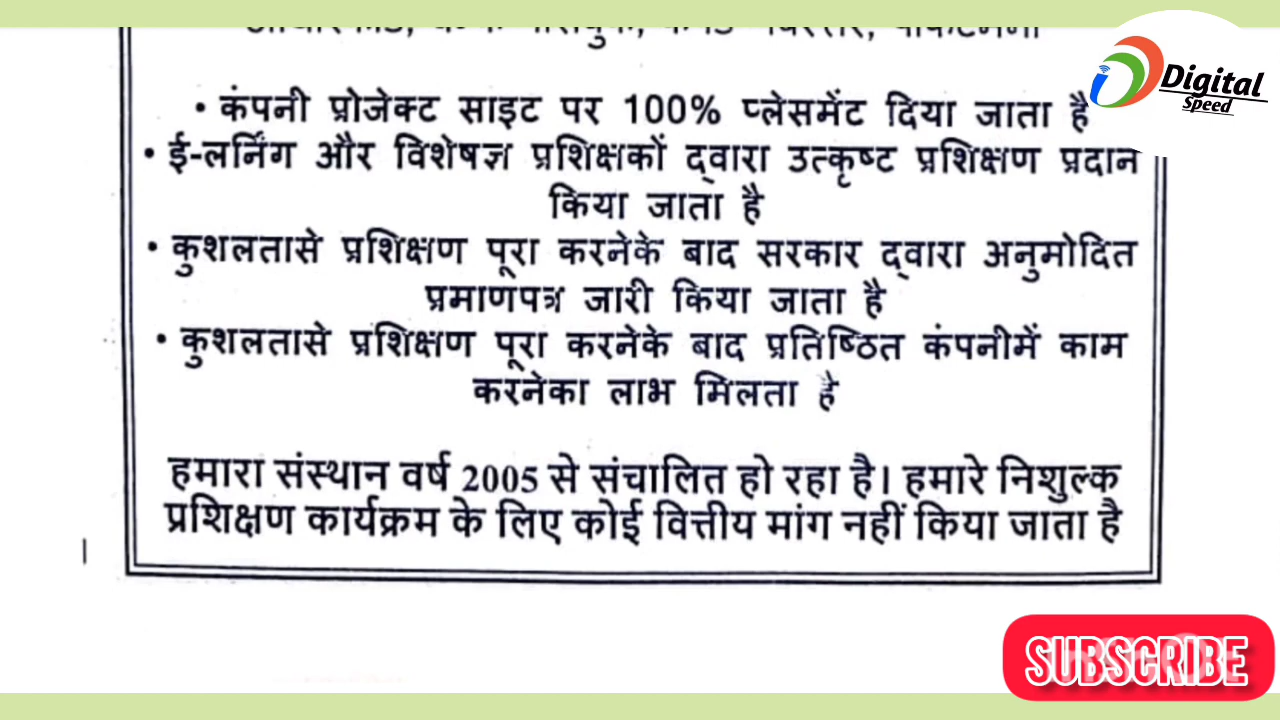 Digital
Speed
• कंपनी प्रोजेक्ट साइट पर 100% प्लेसमेंट दिया जाता है
• ई-लर्निंग और विशेषज्ञ प्रशिक्षकों द्वारा उत्कृष्ट प्रशिक्षण प्रदान
किया जाता है
• कुशलतासे प्रशिक्षण पूरा करनेके बाद सरकार द्वारा अनुमोदित
प्रमाणपत्र जारी किया जाता है
• कुशलतासे प्रशिक्षण पूरा करनेके बाद प्रतिष्ठित कंपनीमें काम
करनेका लाभ मिलता है
हमारा संस्थान वर्ष 2005 से संचालित हो रहा है। हमारे निशुल्क
प्रशिक्षण कार्यक्रम के लिए कोई वित्तीय मांग नहीं किया जाता है
SUBSCRIBE